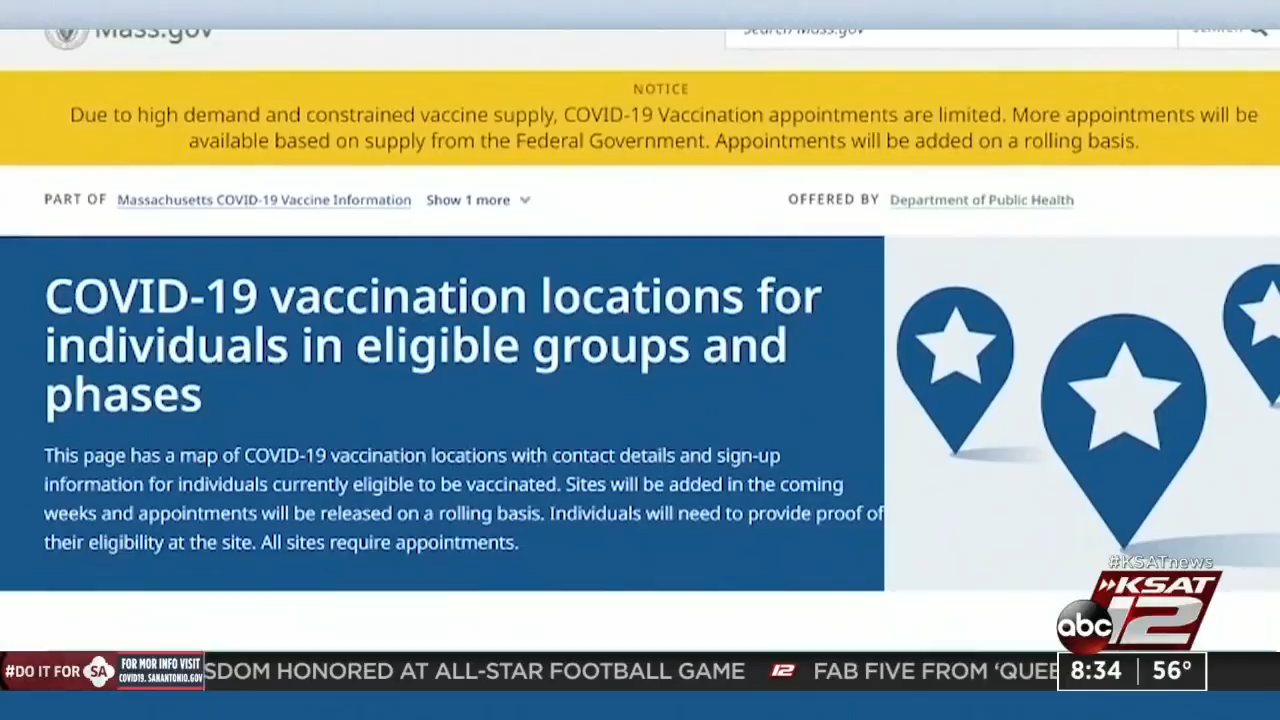 Mass.gov
Search Mass.gov
SEARCH
NOTICE
Due to high demand and constrained vaccine supply, COVID-19 Vaccination appointments are limited. More appointments will be
available based on supply from the Federal Government. Appointments will be added on a rolling basis.
PART OF Massachusetts COVID-19 Vaccine Information Show 1 more
OFFERED BY Department of Public Health
COVID-19 vaccination locations for
individuals in eligible groups and
phases
This page has a map of COVID-19 vaccination locations with contact details and sign-up
information for individuals currently eligible to be vaccinated. Sites will be added in the coming
weeks and appointments will be released on a rolling basis. Individuals will need to provide proof of
their eligibility at the site. All sites require appointments.
#KSATnews
KSAT
abc 12
#DO IT FOR SA
FOR MOR INFO VISIT
COVID19.SANANTONIO.GOV
SDOM HONORED AT ALL-STAR FOOTBALL GAME 12 FAB FIVE FROM ‘QUEE
8:34 56°